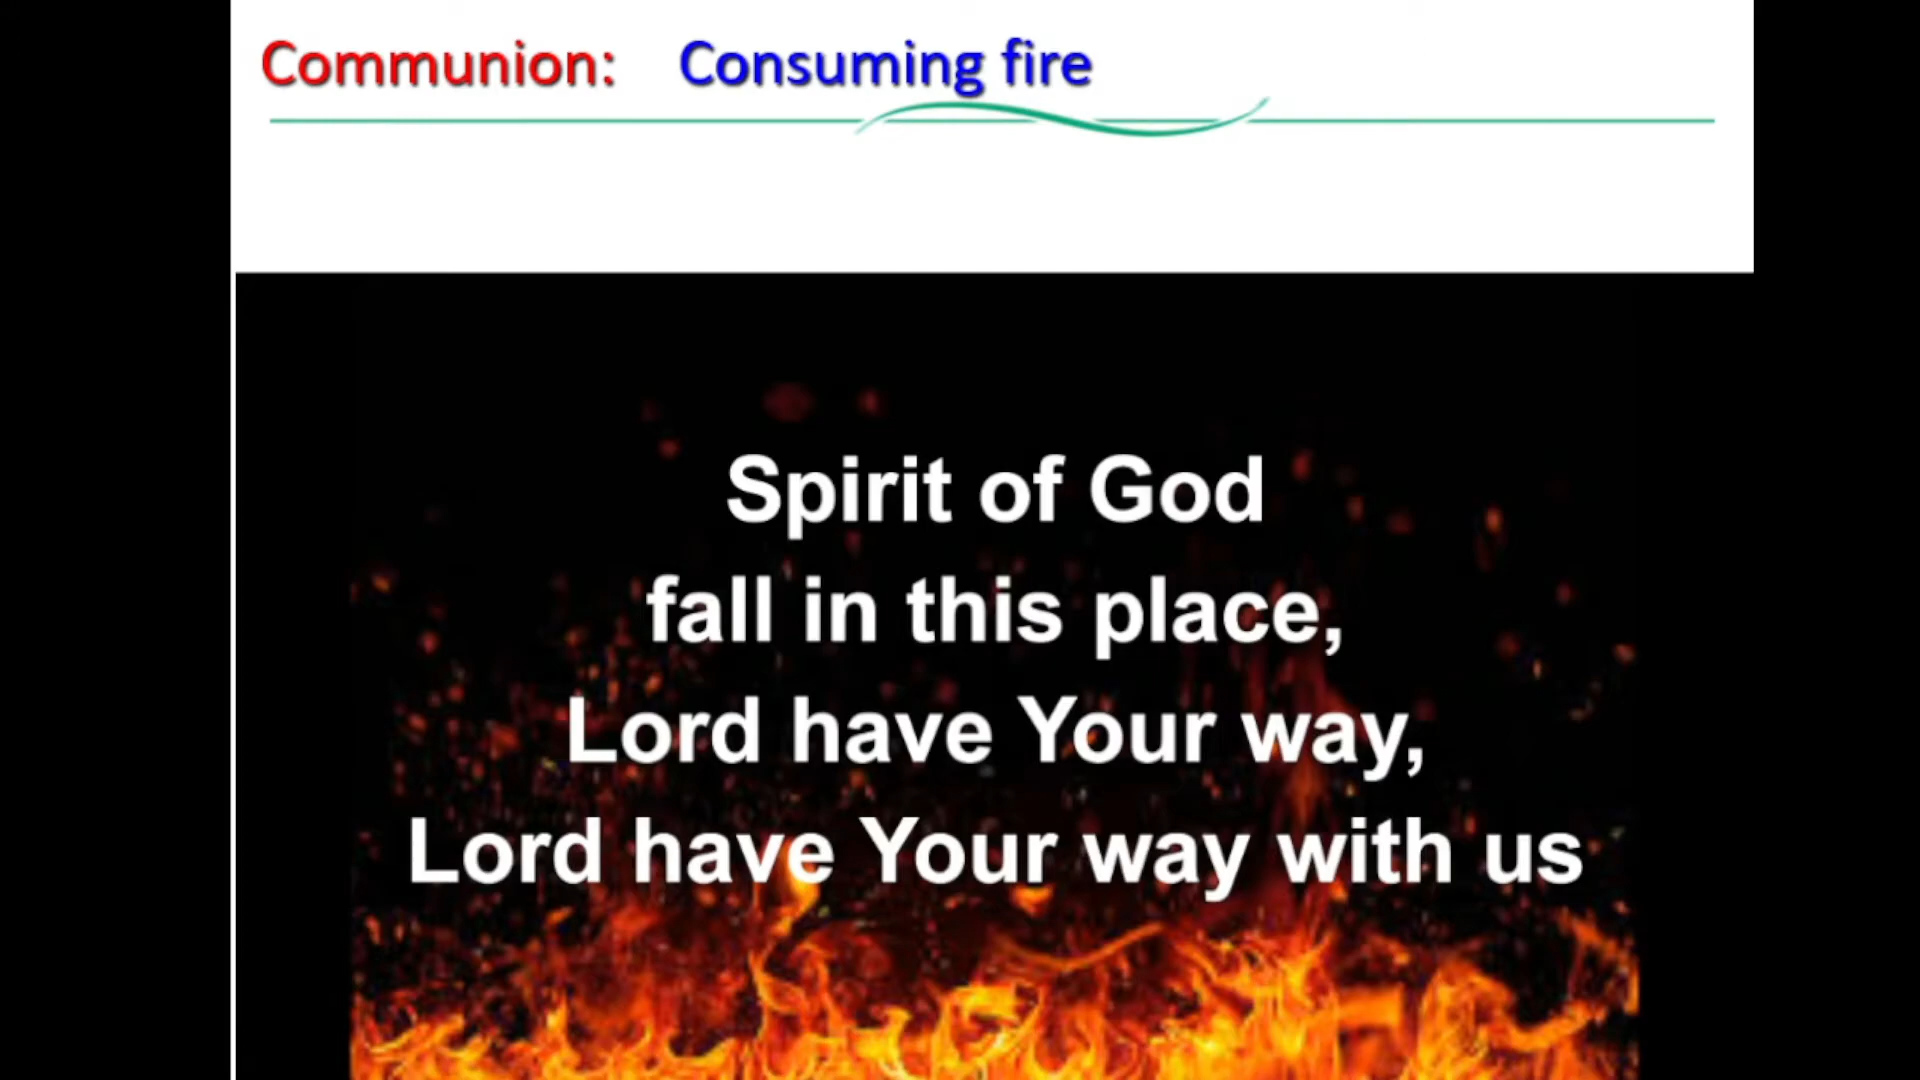 Communion: Consuming fire
Spirit of God
fall in this place,
Lord have Your way,
Lord have Your way with us